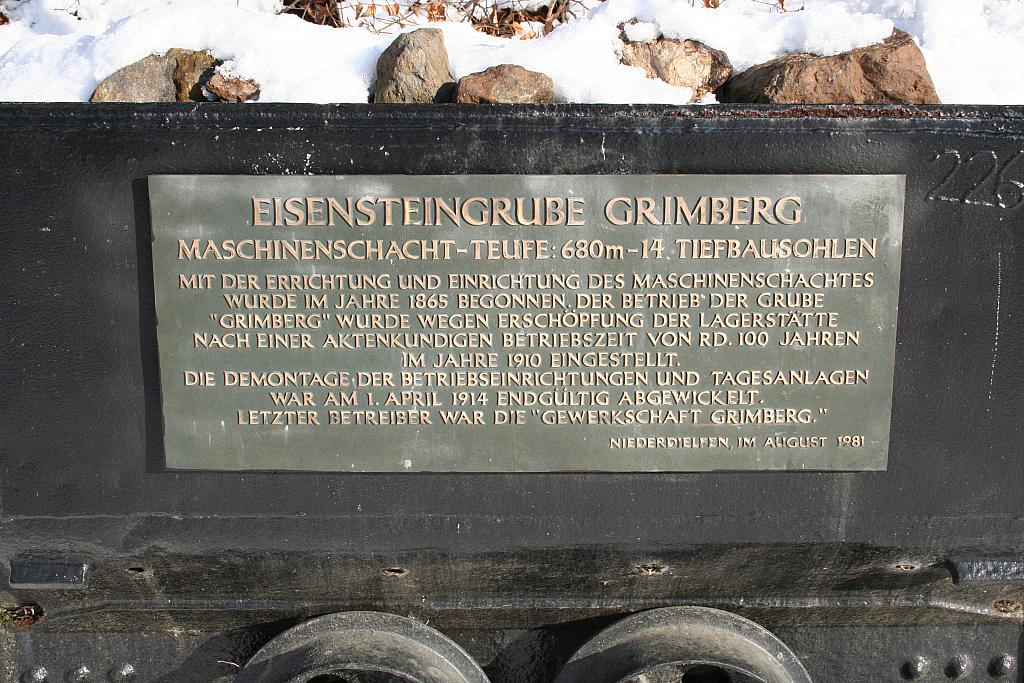 226
EISENSTEINGRUBE GRIMBERG
MASCHINENSCHACHT-TEUFE: 680m-14 TIEFBAUSOHLEN
MIT DER ERRICHTUNG UND EINRICHTUNG DES MASCHINENSCHACHTES
WURDE IM JAHRE 1865 BEGONNEN. DER BETRIEB DER GRUBE
"GRIMBERG" WURDE WEGEN ERSCHÖPFUNG DER LAGERSTÄTTE
NACH EINER AKTENKUNDIGEN BETRIEBSZEIT VON RD. 100 JAHREN
IM JAHRE 1910 EINGESTELLT.
DIE DEMONTAGE DER BETRIEBSEINRICHTUNGEN UND TAGESANLAGEN
WAR AM 1. APRIL 1914 ENDGÜLTIG ABGEWICKELT.
LETZTER BETREIBER WAR DIE "GEWERKSCHAFT GRIMBERG."
NIEDERDIELFEN, IM AUGUST 1981